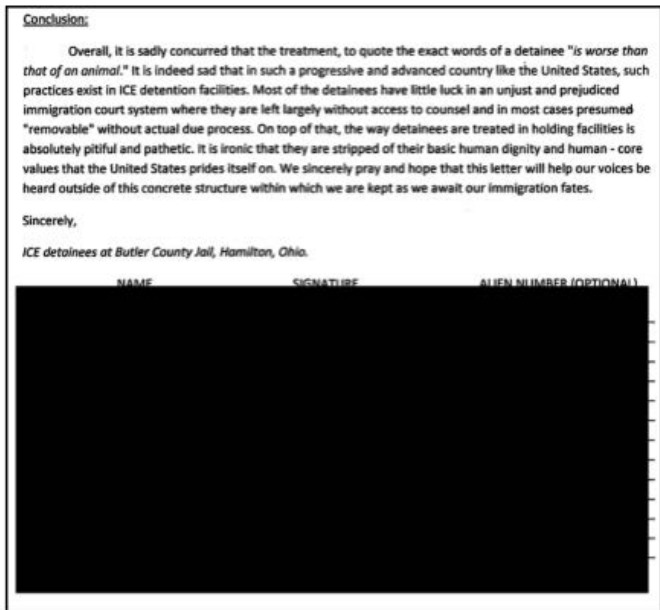 Conclusion:
Overall, it is sadly concurred that the treatment, to quote the exact words of a detainee "is worse than
that of an animal." It is indeed sad that in such a progressive and advanced country like the United States, such
practices exist in ICE detention facilities. Most of the detainees have little luck in an unjust and prejudiced
immigration court system where they are left largely without access to counsel and in most cases presumed
"removable" without actual due process. On top of that, the way detainees are treated in holding facilities is
absolutely pitiful and pathetic. It is ironic that they are stripped of their basic human dignity and human - core
values that the United States prides itself on. We sincerely pray and hope that this letter will help our voices be
heard outside of this concrete structure within which we are kept as we await our immigration fates.
Sincerely,
ICE detainees at Butler County Jail, Hamilton, Ohio.
NAME SIGNATURE ALIEN NUMBER (OPTIONAL)